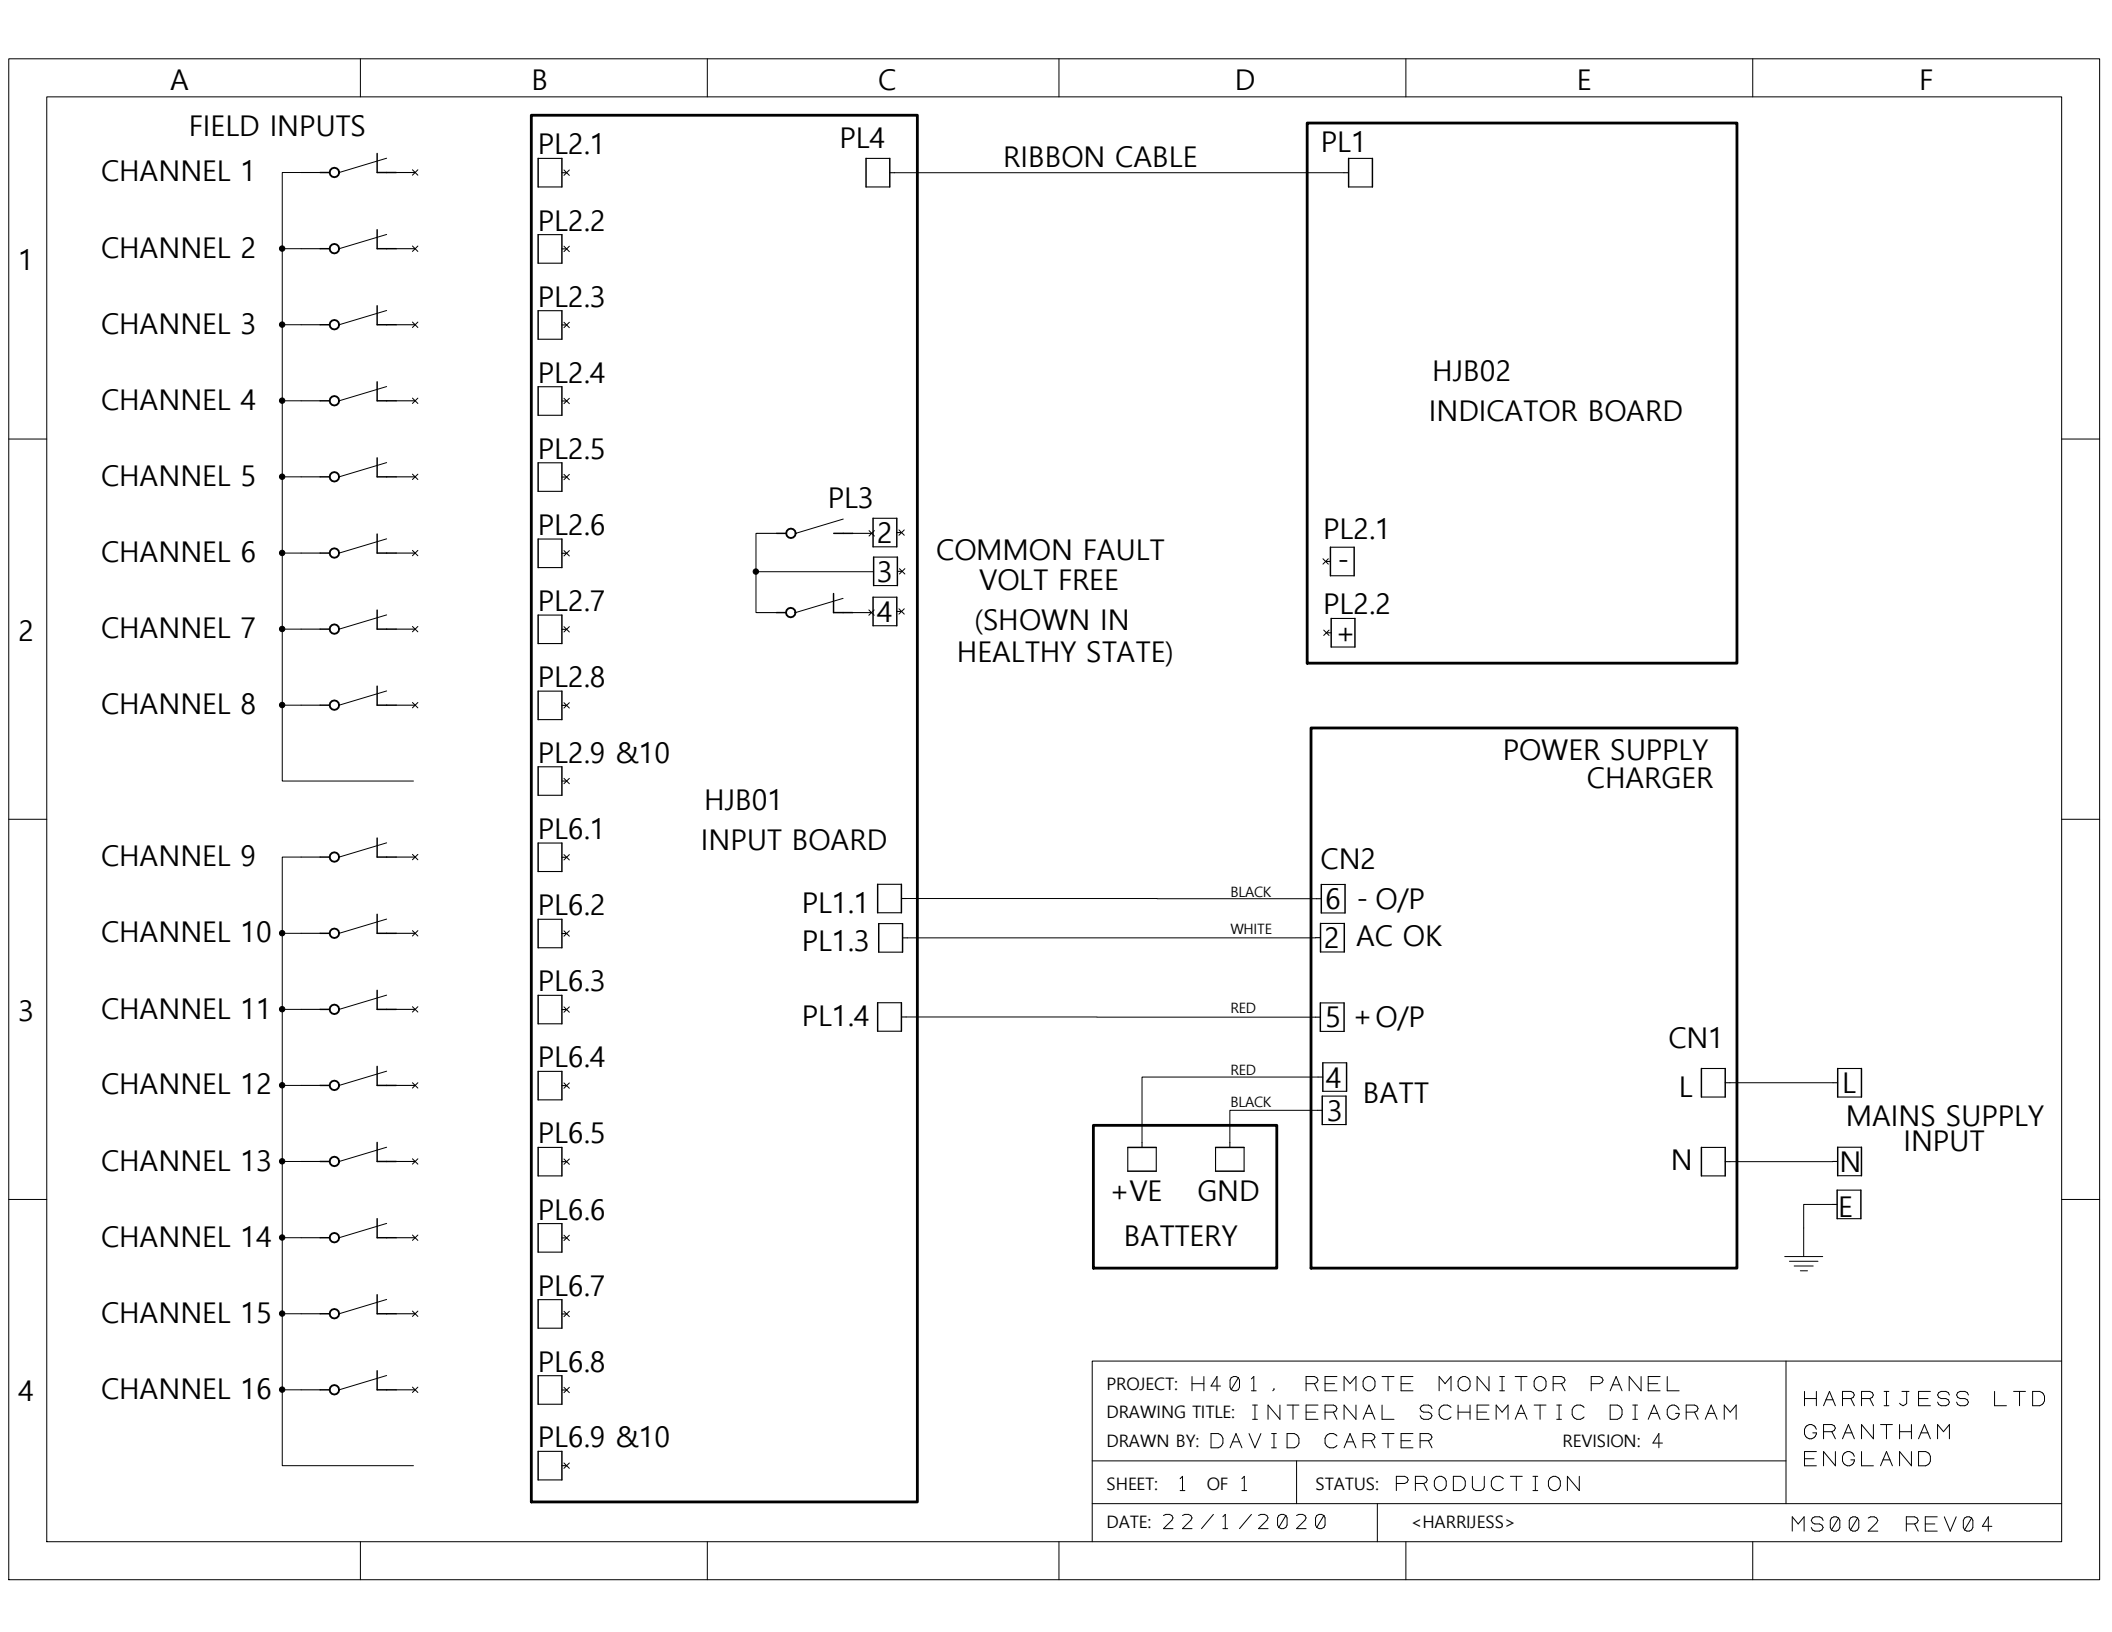 A B C D E F
1
2
3
4
FIELD INPUTS
CHANNEL 1
CHANNEL 2
CHANNEL 3
CHANNEL 4
CHANNEL 5
CHANNEL 6
CHANNEL 7
CHANNEL 8
CHANNEL 9
CHANNEL 10
CHANNEL 11
CHANNEL 12
CHANNEL 13
CHANNEL 14
CHANNEL 15
CHANNEL 16
PL2.1
PL2.2
PL2.3
PL2.4
PL2.5
PL2.6
PL2.7
PL2.8
PL2.9 &10
PL6.1
PL6.2
PL6.3
PL6.4
PL6.5
PL6.6
PL6.7
PL6.8
PL6.9 &10
PL4
PL3
2
3
4
HJB01
INPUT BOARD
PL1.1
PL1.3
PL1.4
RIBBON CABLE
COMMON FAULT
VOLT FREE
(SHOWN IN
HEALTHY STATE)
PL1
HJB02
INDICATOR BOARD
PL2.1
-
PL2.2
+
POWER SUPPLY
CHARGER
CN2
BLACK 6 - O/P
WHITE 2 AC OK
RED 5 + O/P
RED 4
BATT
BLACK 3
+VE GND
BATTERY
CN1
L L
MAINS SUPPLY
INPUT
N N
E
PROJECT: H401, REMOTE MONITOR PANEL
DRAWING TITLE: INTERNAL SCHEMATIC DIAGRAM
DRAWN BY: DAVID CARTER REVISION: 4
SHEET: 1 OF 1 STATUS: PRODUCTION
DATE: 22/1/2020 <HARRIJESS>
HARRIJESS LTD
GRANTHAM
ENGLAND
MS002 REV04